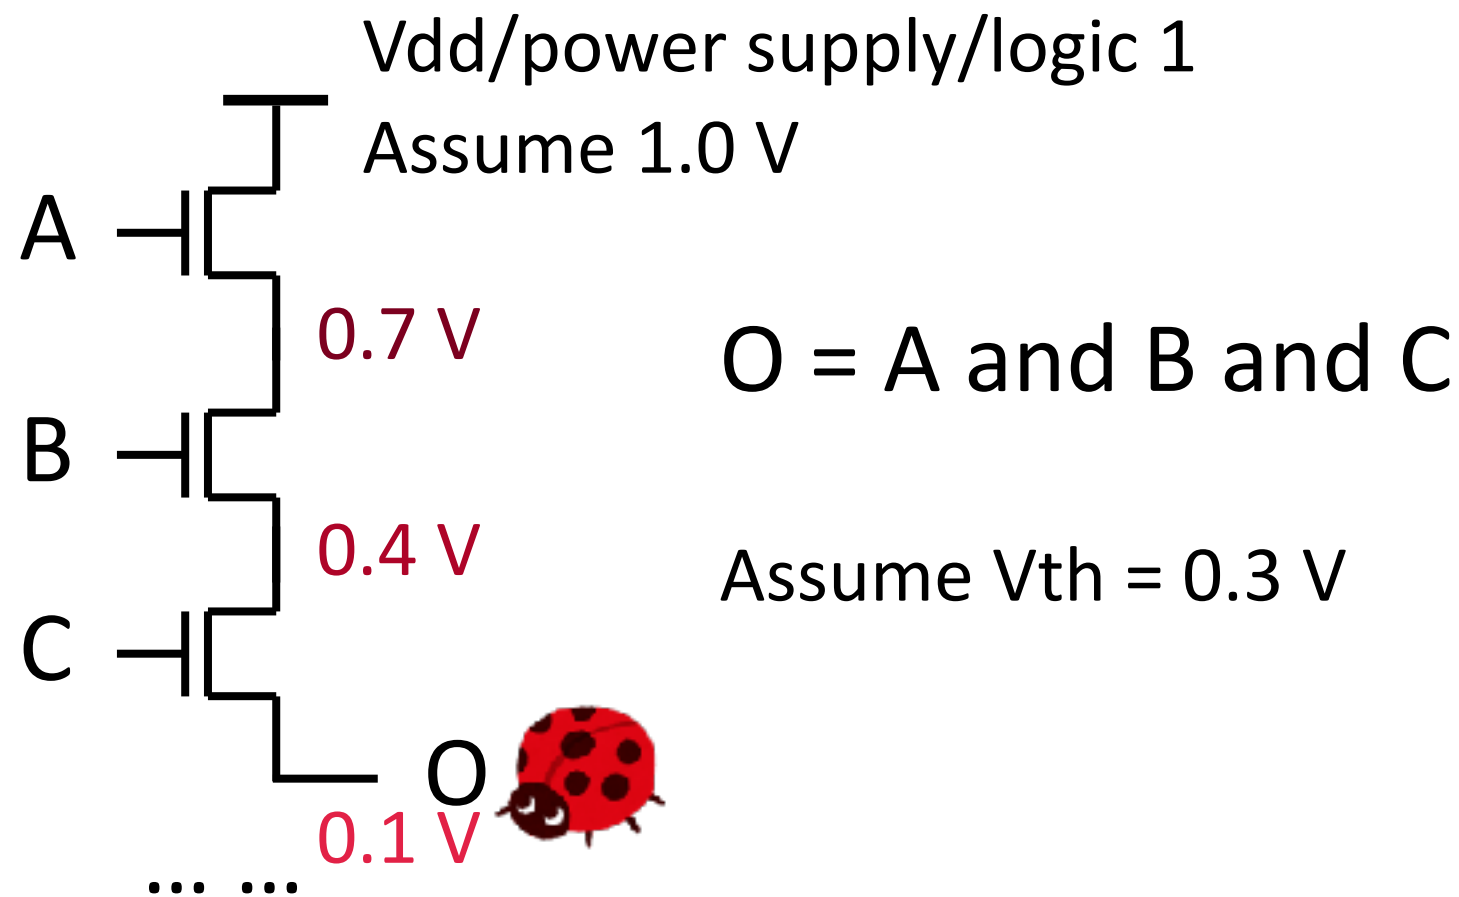 Vdd/power supply/logic 1
Assume 1.0 V
A
0.7 V
O = A and B and C
B
0.4 V
Assume Vth = 0.3 V
C
O
0.1 V
... ...